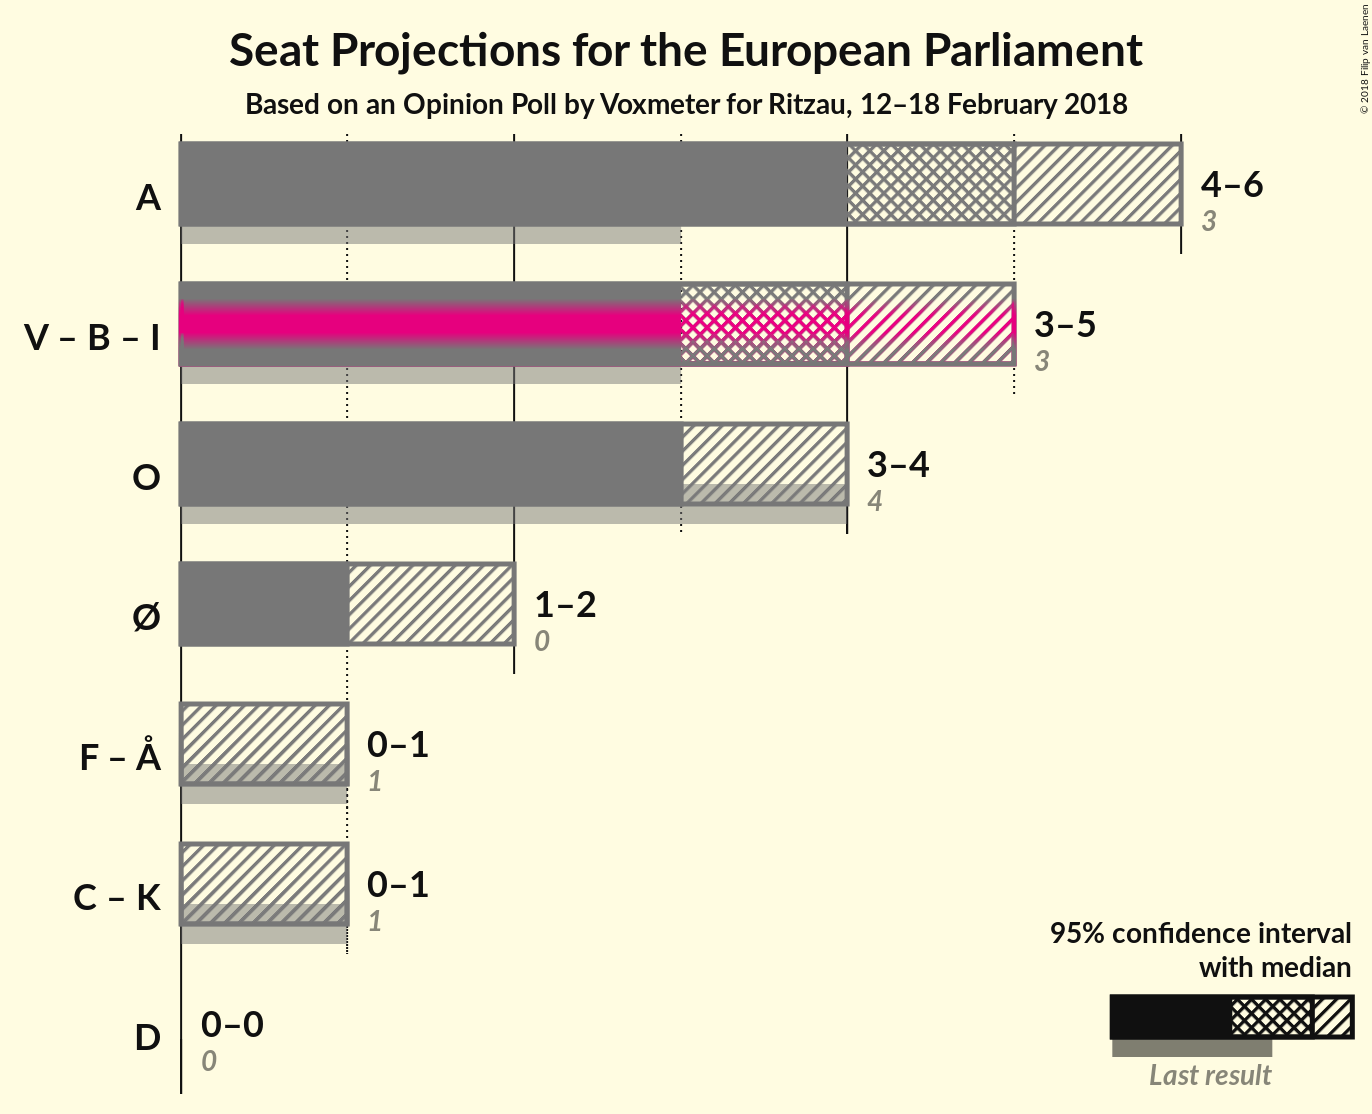 Seat Projections for the European Parliament
Based on an Opinion Poll by Voxmeter for Ritzau, 12–18 February 2018
© 2018 Filip van Laenen
A
4–6
3
V – B – I
3–5
3
O
3–4
4
Ø
1–2
0
F – Å
0–1
1
C – K
0–1
1
D
0–0
0
95% confidence interval
with median
Last result